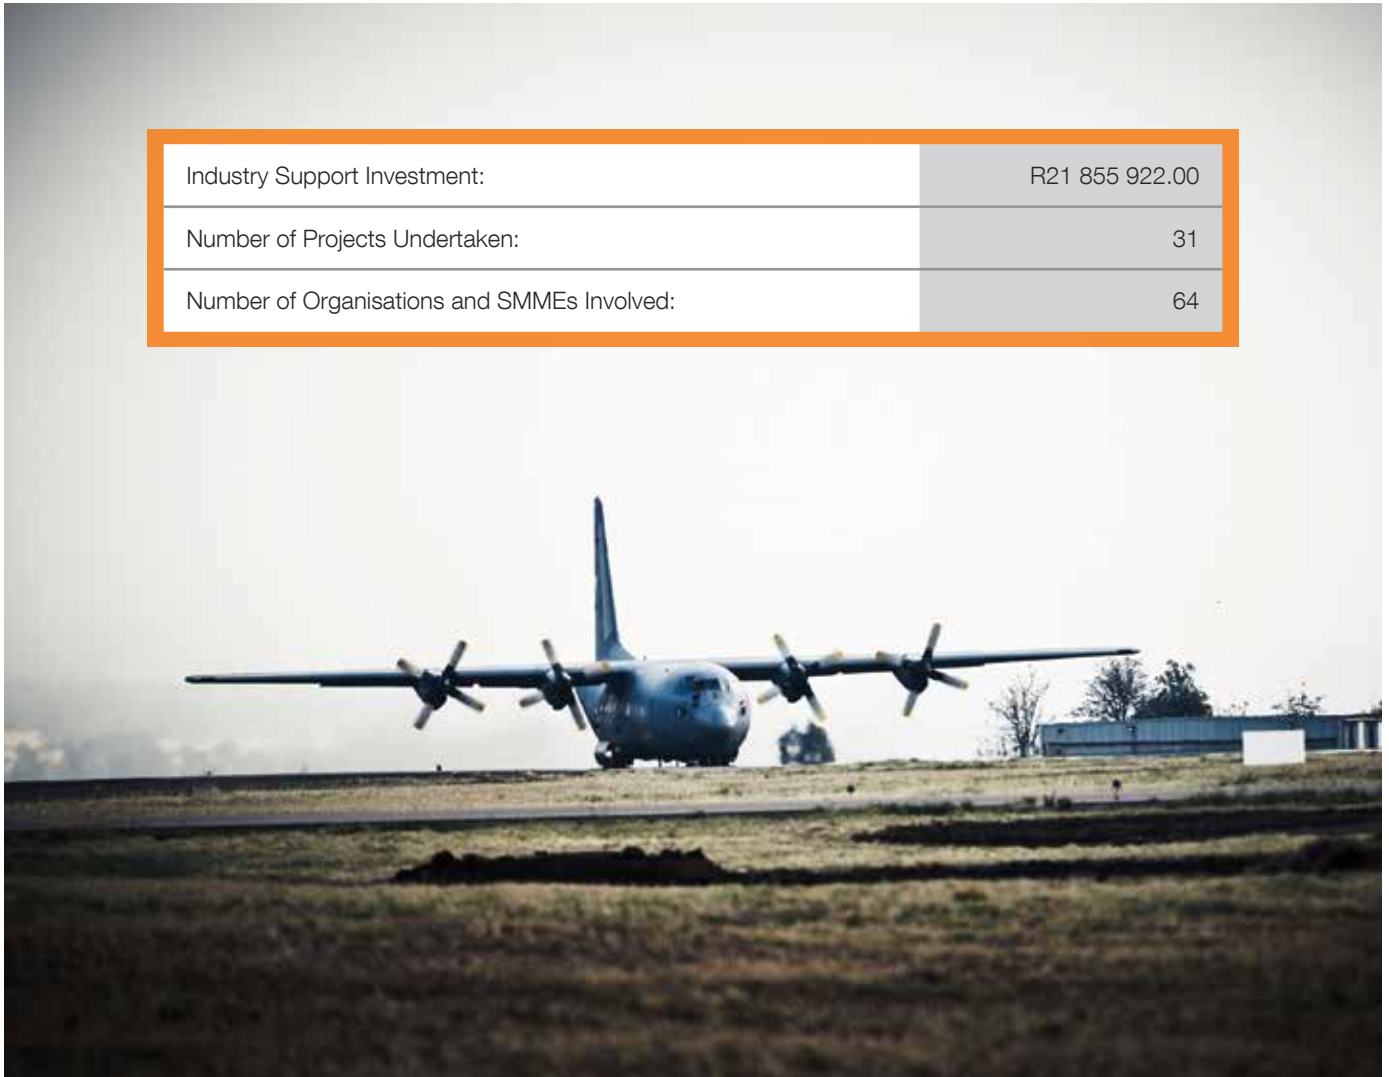 Industry Support Investment: R21 855 922.00
Number of Projects Undertaken: 31
Number of Organisations and SMMEs Involved: 64